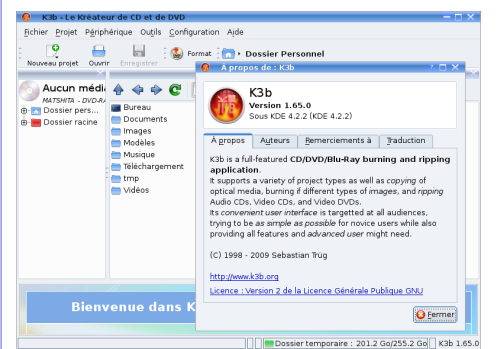 K3b - Le Kréateur de CD et de DVD
Fichier Projet Périphérique Outils Configuration Aide
Nouveau projet Ouvrir Enregistrer Format : Dossier Personnel
Aucun média
MATSHITA - DVD-RA
Dossier pers...
Dossier racine
Bureau
Documents
Images
Modèles
Musique
Téléchargement
tmp
Vidéos
À propos de : K3b
K3b
Version 1.65.0
Sous KDE 4.2.2 (KDE 4.2.2)
À propos Auteurs Remerciements à Traduction
K3b is a full-featured CD/DVD/Blu-Ray burning and ripping
application.
It supports a variety of project types as well as copying of
optical media, burning if different types of images, and ripping
Audio CDs, Video CDs, and Video DVDs.
Its convenient user interface is targetted at all audiences,
trying to be as simple as possible for novice users while also
providing all features and advanced user might need.
(C) 1998 - 2009 Sebastian Trüg
http://www.k3b.org
Licence : Version 2 de la Licence Générale Publique GNU
Fermer
Bienvenue dans K
Dossier temporaire : 201.2 Go/255.2 Go K3b 1.65.0